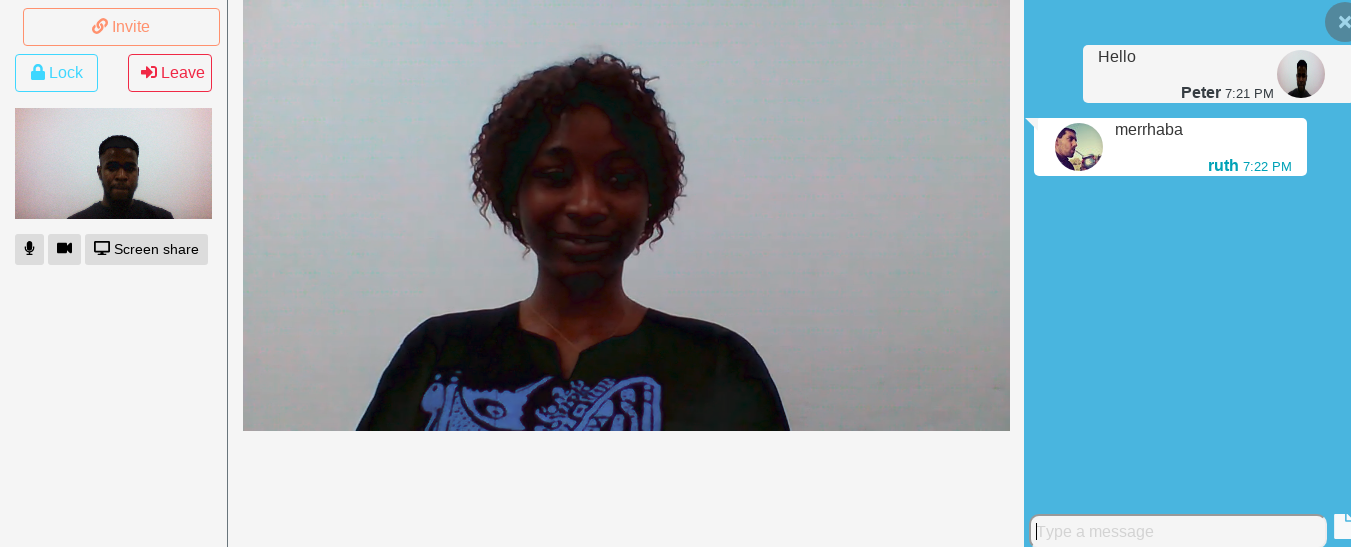 Invite
Lock
Leave
Screen share
Hello
Peter 7:21 PM
merrhaba
ruth 7:22 PM
Type a message